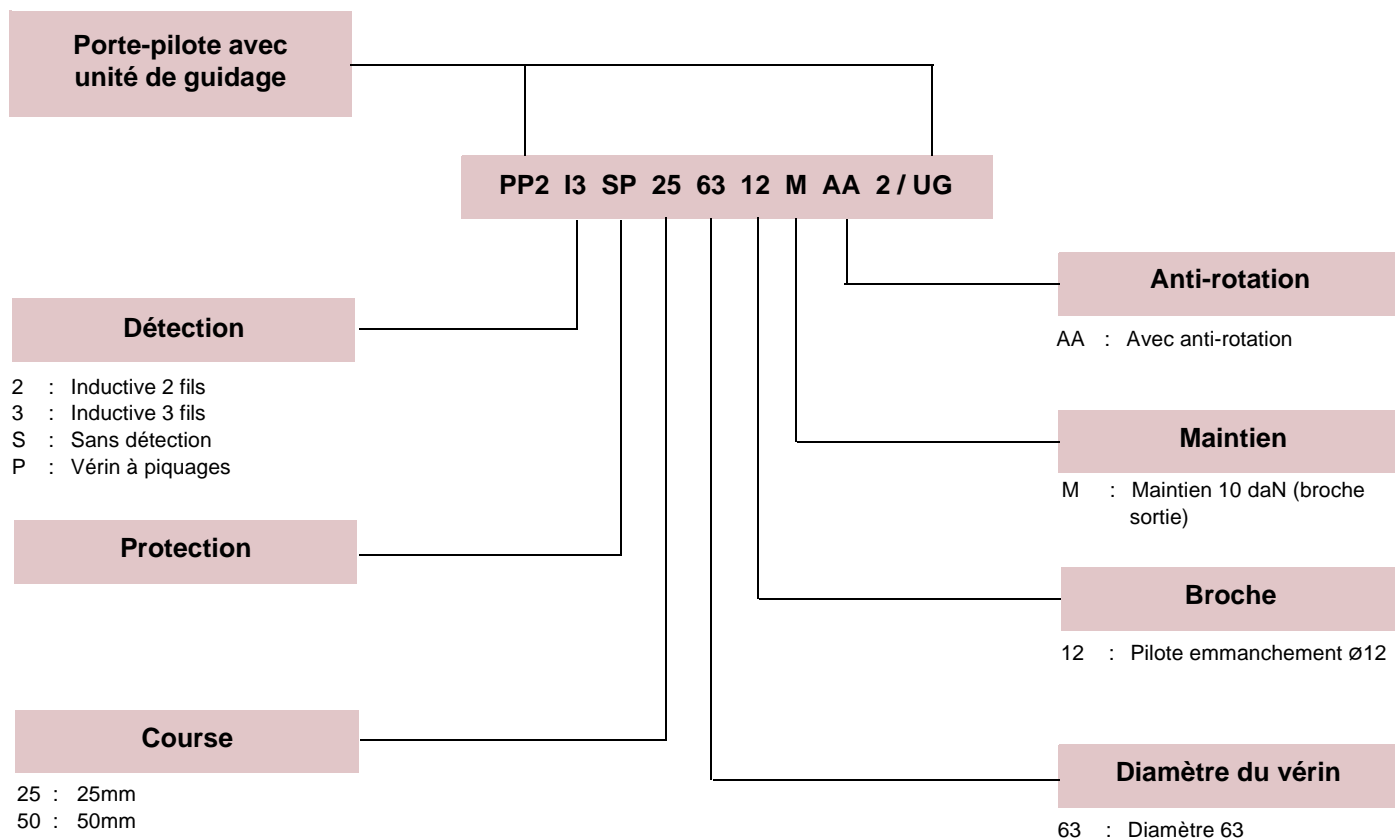 Porte-pilote avec
unité de guidage
PP2 I3 SP 25 63 12 M AA 2 / UG
Détection
2 : Inductive 2 fils
3 : Inductive 3 fils
S : Sans détection
P : Vérin à piquages
Protection
Course
25 : 25mm
50 : 50mm
Anti-rotation
AA : Avec anti-rotation
Maintien
M : Maintien 10 daN (broche
sortie)
Broche
12 : Pilote emmanchement Ø12
Diamètre du vérin
63 : Diamètre 63